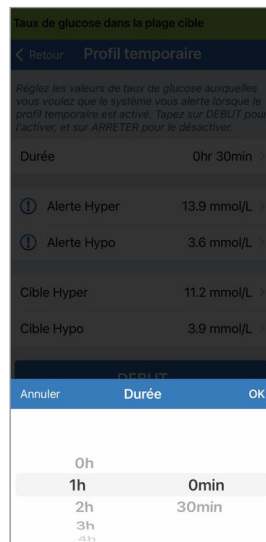 Taux de glucose dans la plage cible
< Retour Profil temporaire
Réglez les valeurs de taux de glucose auxquelles
vous voulez que le système vous alerte lorsque le
profil temporaire est activé. Tapez sur DEBUT pour
l'activer, et sur ARRETER pour le désactiver.
Durée 0hr 30min >
Alerte Hyper 13.9 mmol/L >
Alerte Hypo 3.6 mmol/L >
Cible Hyper 11.2 mmol/L >
Cible Hypo 3.9 mmol/L >
DEBUT
Annuler Durée OK
0h
1h 0min
2h 30min
3h
4h